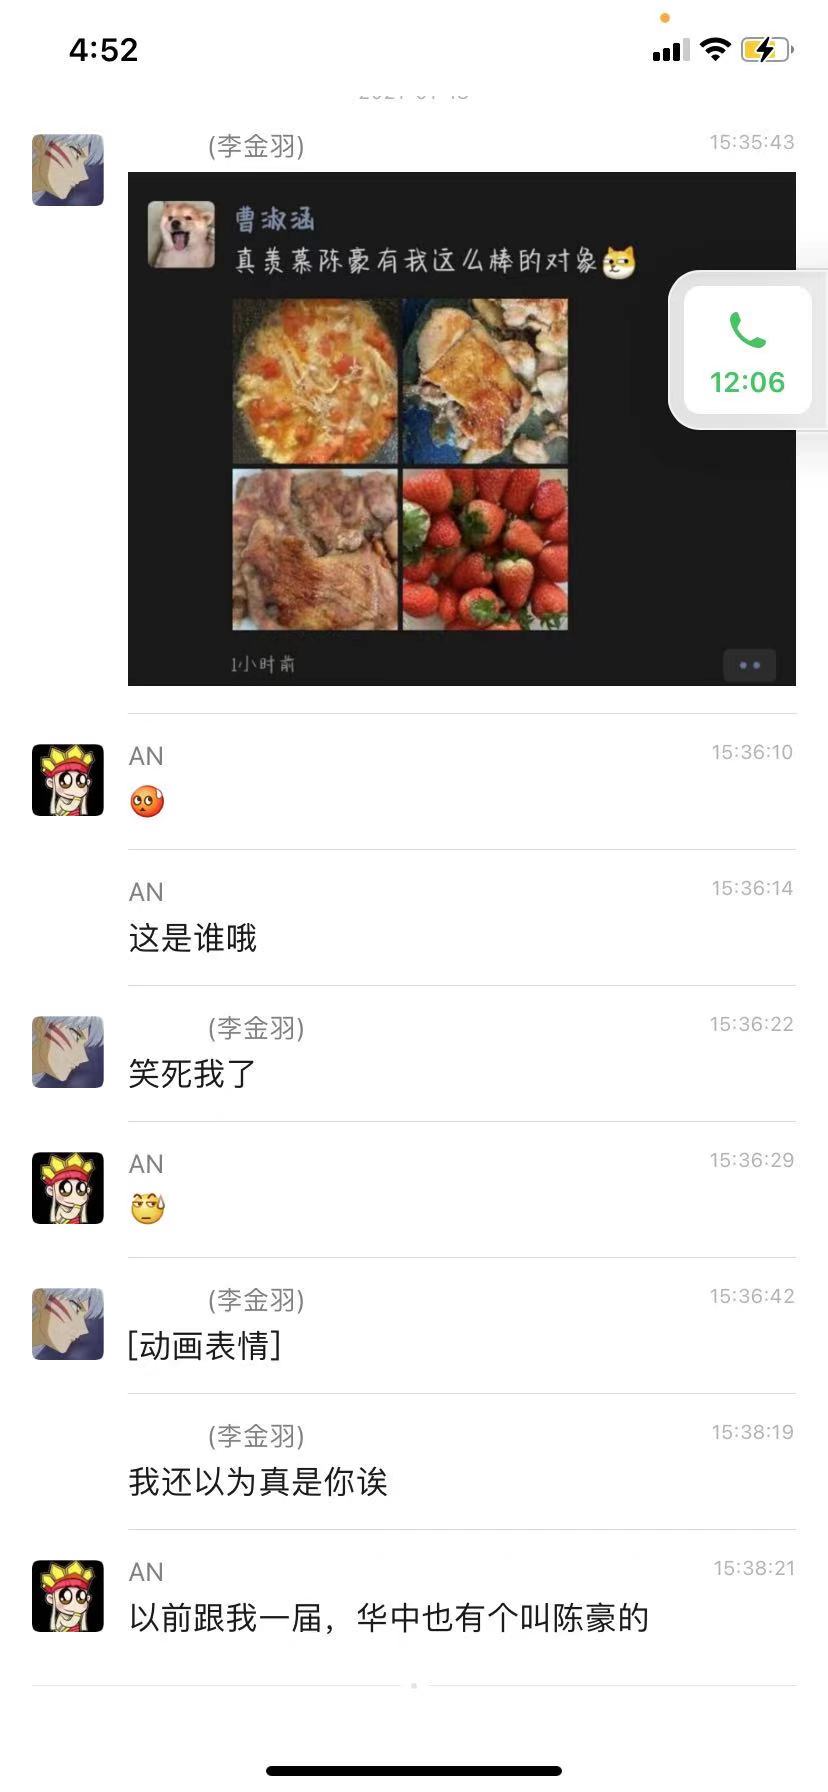 4:52
(李金羽)
15:35:43
曹淑涵
真羡慕陈豪有我这么棒的对象
12:06
1小时前
AN
15:36:10
AN
15:36:14
这是谁哦
(李金羽)
15:36:22
笑死我了
AN
15:36:29
(李金羽)
15:36:42
[动画表情]
(李金羽)
15:38:19
我还以为真是你诶
AN
15:38:21
以前跟我一届，华中也有个叫陈豪的